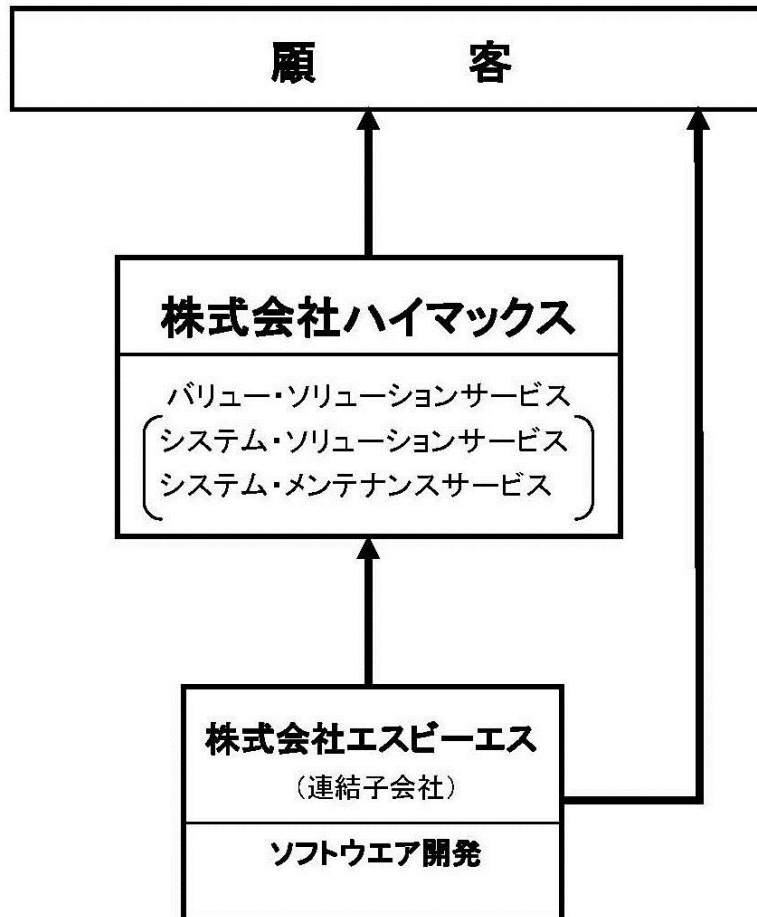 顧 客
株式会社ハイマックス
バリュー・ソリューションサービス
システム・ソリューションサービス
システム・メンテナンスサービス
株式会社エスビーエス
（連結子会社）
ソフトウエア開発